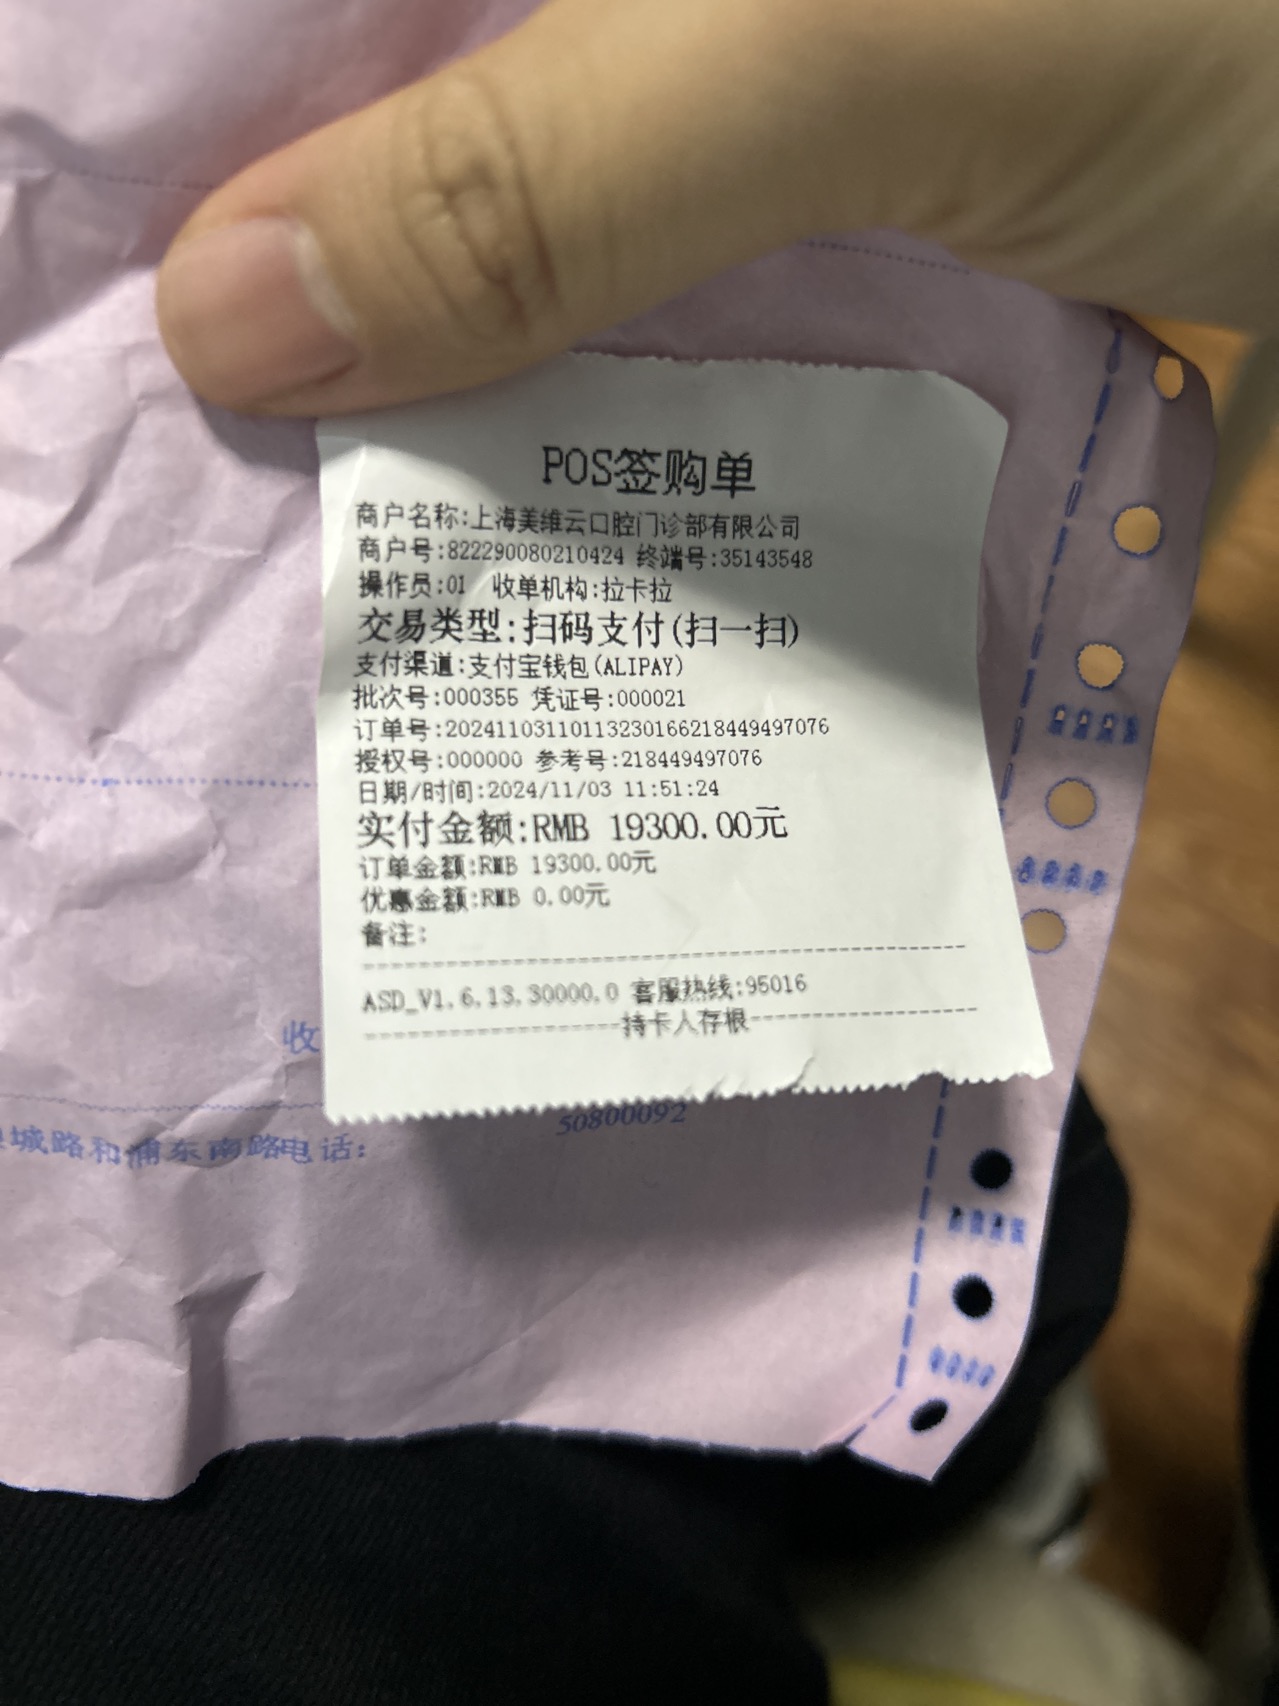 POS签购单
商户名称:上海美维云口腔门诊部有限公司
商户号:822290080210424 终端号:35143548
操作员:01 收单机构:拉卡拉
交易类型:扫码支付(扫一扫)
支付渠道:支付宝钱包(ALIPAY)
批次号:000355 凭证号:000021
订单号:20241103110113230166218449497076
授权号:000000 参考号:218449497076
日期/时间:2024/11/03 11:51:24
实付金额:RMB 19300.00元
订单金额:RMB 19300.00元
优惠金额:RMB 0.00元
备注:
ASD_V1.6.13.30000.0 客服热线:95016
持卡人存根
收
城路和浦东南路电话:
50800092